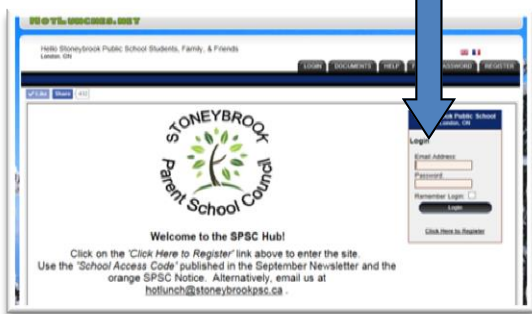 HOTLUNCHES.NET
Hello Stoneybrook Public School Students, Family, & Friends
London, ON
LOGIN DOCUMENTS HELP PASSWORD REGISTER
Like Share
STONEYBROOK
Parent School Council
Public School
London, ON
Login
Email Address
Password
Remember Login
Login
Click Here to Register
Welcome to the SPSC Hub!
Click on the 'Click Here to Register' link above to enter the site.
Use the 'School Access Code' published in the September Newsletter and the
orange SPSC Notice. Alternatively, email us at
hotlunch@stoneybrookpsc.ca .